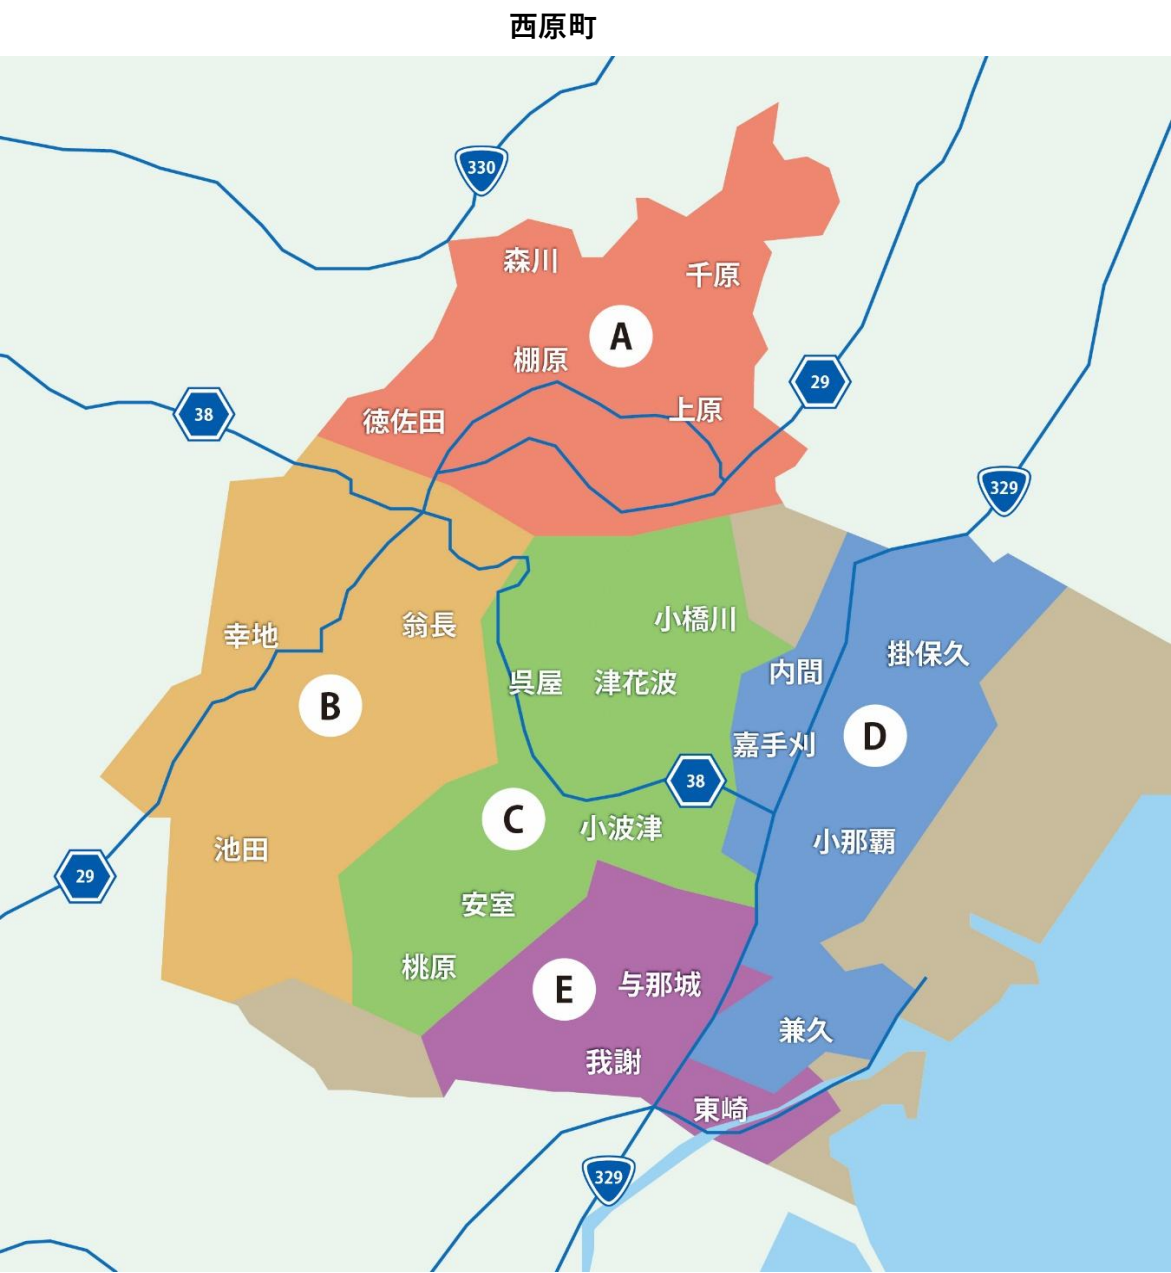 西原町
330
森川
千原
A
棚原
29
38
上原
徳佐田
329
小橋川
翁長
幸地
掛保久
内間
呉屋
津花波
B
D
嘉手刈
38
C
小波津
小那覇
池田
29
安室
桃原
E
与那城
兼久
我謝
東崎
329